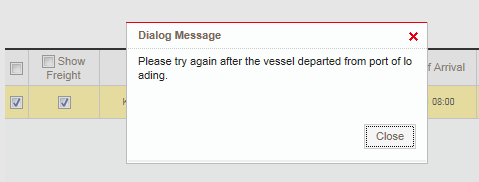 Dialog Message
Please try again after the vessel departed from port of lo
ading.
Show
Freight
f Arrival
08:00
Close